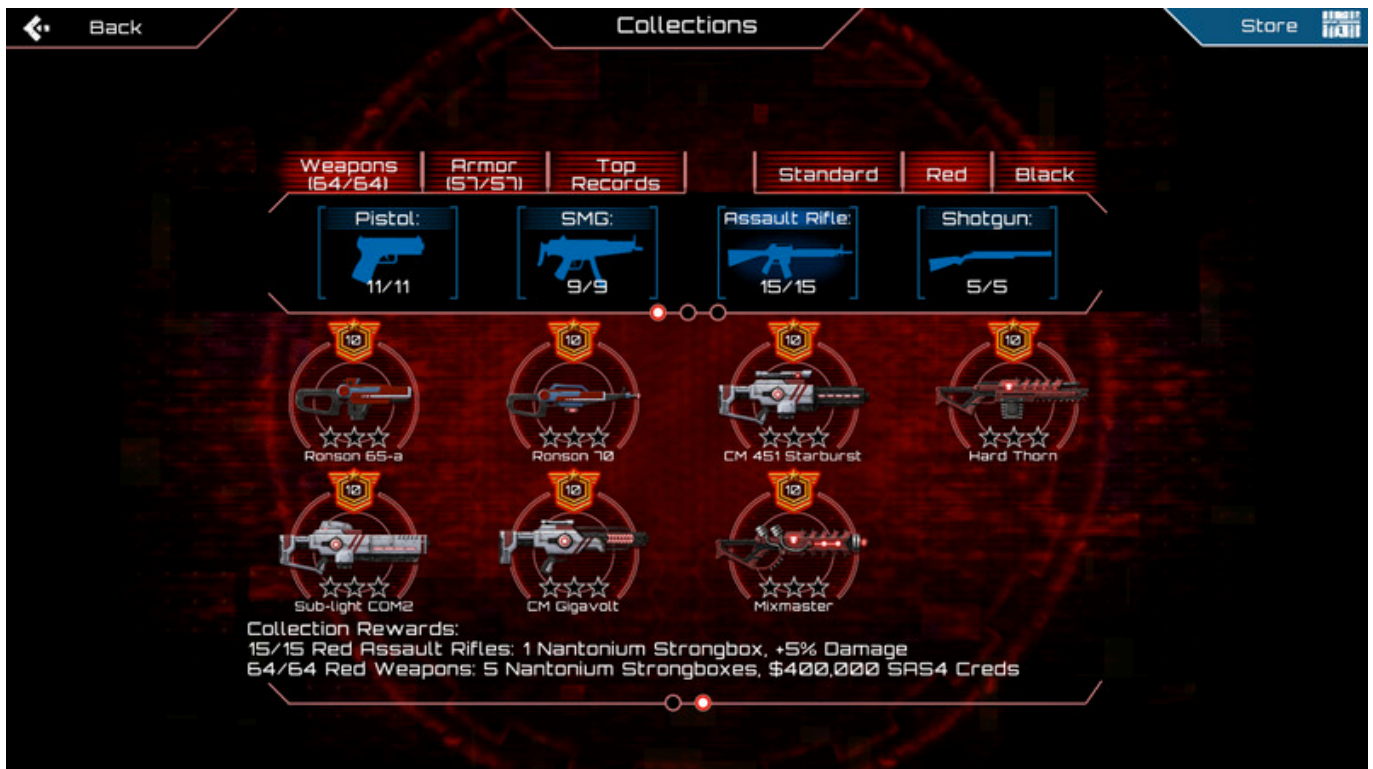 Back
Collections
Store
Weapons
(64/64)
Armor
(57/57)
Top
Records
Standard
Red
Black
Pistol:
11/11
SMG:
9/9
Assault Rifle:
15/15
Shotgun:
5/5
10
Ronson 65-a
10
Ronson 70
10
CM 451 Starburst
10
Hard Thorn
10
Sub-light COM2
10
CM Gigavolt
10
Mixmaster
Collection Rewards:
15/15 Red Assault Rifles: 1 Nantonium Strongbox, +5% Damage
64/64 Red Weapons: 5 Nantonium Strongboxes, $400,000 SAS4 Creds